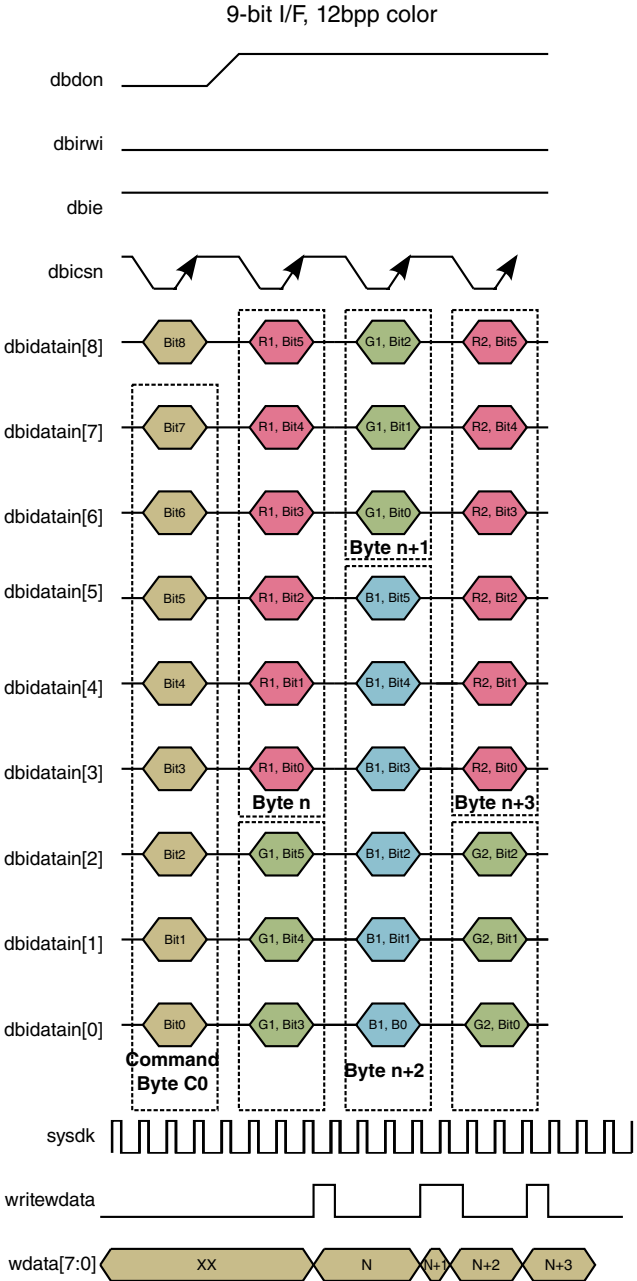 9-bit I/F, 12bpp color
dbdon
dbirwi
dbie
dbicsn
dbidatain[8] Bit8 R1, Bit5 G1, Bit2 R2, Bit5
dbidatain[7] Bit7 R1, Bit4 G1, Bit1 R2, Bit4
dbidatain[6] Bit6 R1, Bit3 G1, Bit0 R2, Bit3
Byte n+1
dbidatain[5] Bit5 R1, Bit2 B1, Bit5 R2, Bit2
dbidatain[4] Bit4 R1, Bit1 B1, Bit4 R2, Bit1
dbidatain[3] Bit3 R1, Bit0 B1, Bit3 R2, Bit0
Byte n Byte n+3
dbidatain[2] Bit2 G1, Bit5 B1, Bit2 G2, Bit2
dbidatain[1] Bit1 G1, Bit4 B1, Bit1 G2, Bit1
dbidatain[0] Bit0 G1, Bit3 B1, B0 G2, Bit0
Command
Byte C0 Byte n+2
sysdk
writewdata
wdata[7:0] XX N N+1 N+2 N+3